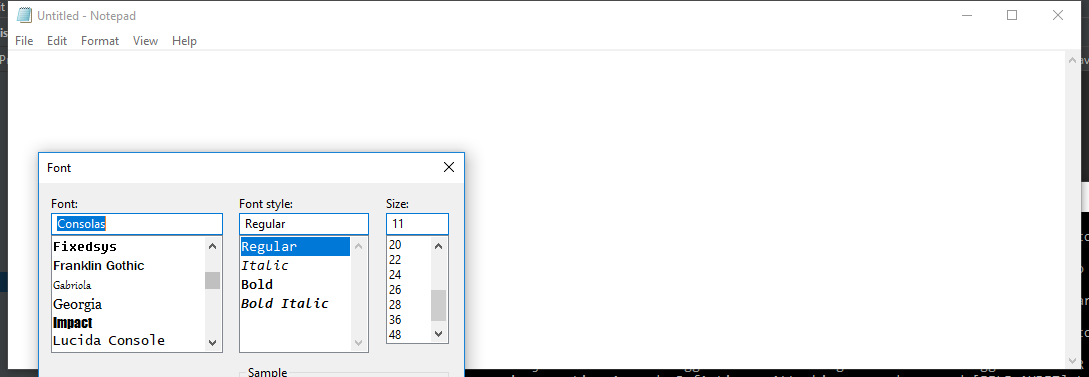 Untitled - Notepad
File Edit Format View Help
Font
Font: Font style: Size:
Consolas Regular 11
Fixedsys Regular 20
Franklin Gothic Italic 22
Gabriola Bold 24
Georgia Bold Italic 26
Impact 28
Lucida Console 36
48
Sample